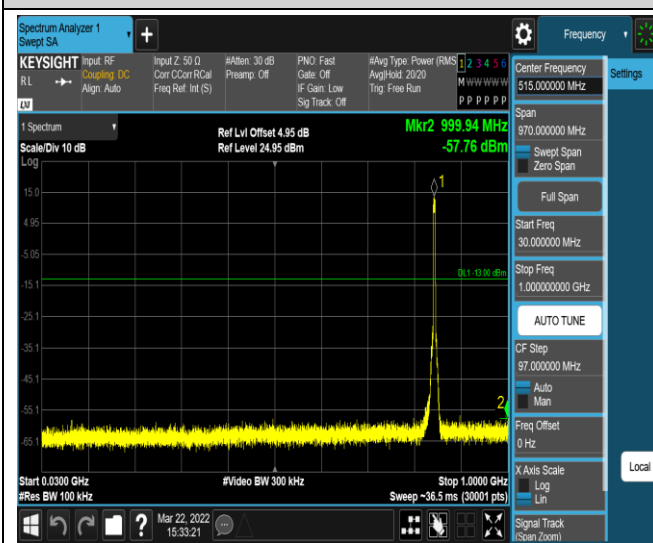 Spectrum Analyzer 1
Swept SA
Frequency
KEYSIGHT
RL
Input: RF
Coupling: DC
Align: Auto
Input Z: 50 Ω
Corr CCorr RCal
Freq Ref: Int (S)
#Atten: 30 dB
Preamp: Off
PNO: Fast
Gate: Off
IF Gain: Low
Sig Track: Off
#Avg Type: Power (RMS
Avg|Hold: 20/20
Trig: Free Run
1 2 3 4 5 6
M W W W W W
P P P P P P
LXI
1 Spectrum
Scale/Div 10 dB
Log
Ref Lvl Offset 4.95 dB
Ref Level 24.95 dBm
Mkr2 999.94 MHz
-57.76 dBm
15.0
4.95
-5.05
-15.1
-25.1
-35.1
-45.1
-55.1
-65.1
1
DL1 -13.00 dBm
2
Start 0.0300 GHz
#Res BW 100 kHz
#Video BW 300 kHz
Stop 1.0000 GHz
Sweep ~36.5 ms (30001 pts)
Mar 22, 2022
15:33:21
Center Frequency
515.000000 MHz
Settings
Span
970.000000 MHz
Swept Span
Zero Span
Full Span
Start Freq
30.000000 MHz
Stop Freq
1.000000000 GHz
AUTO TUNE
CF Step
97.000000 MHz
Auto
Man
Freq Offset
0 Hz
X Axis Scale
Log
Lin
Local
Signal Track
(Span Zoom)